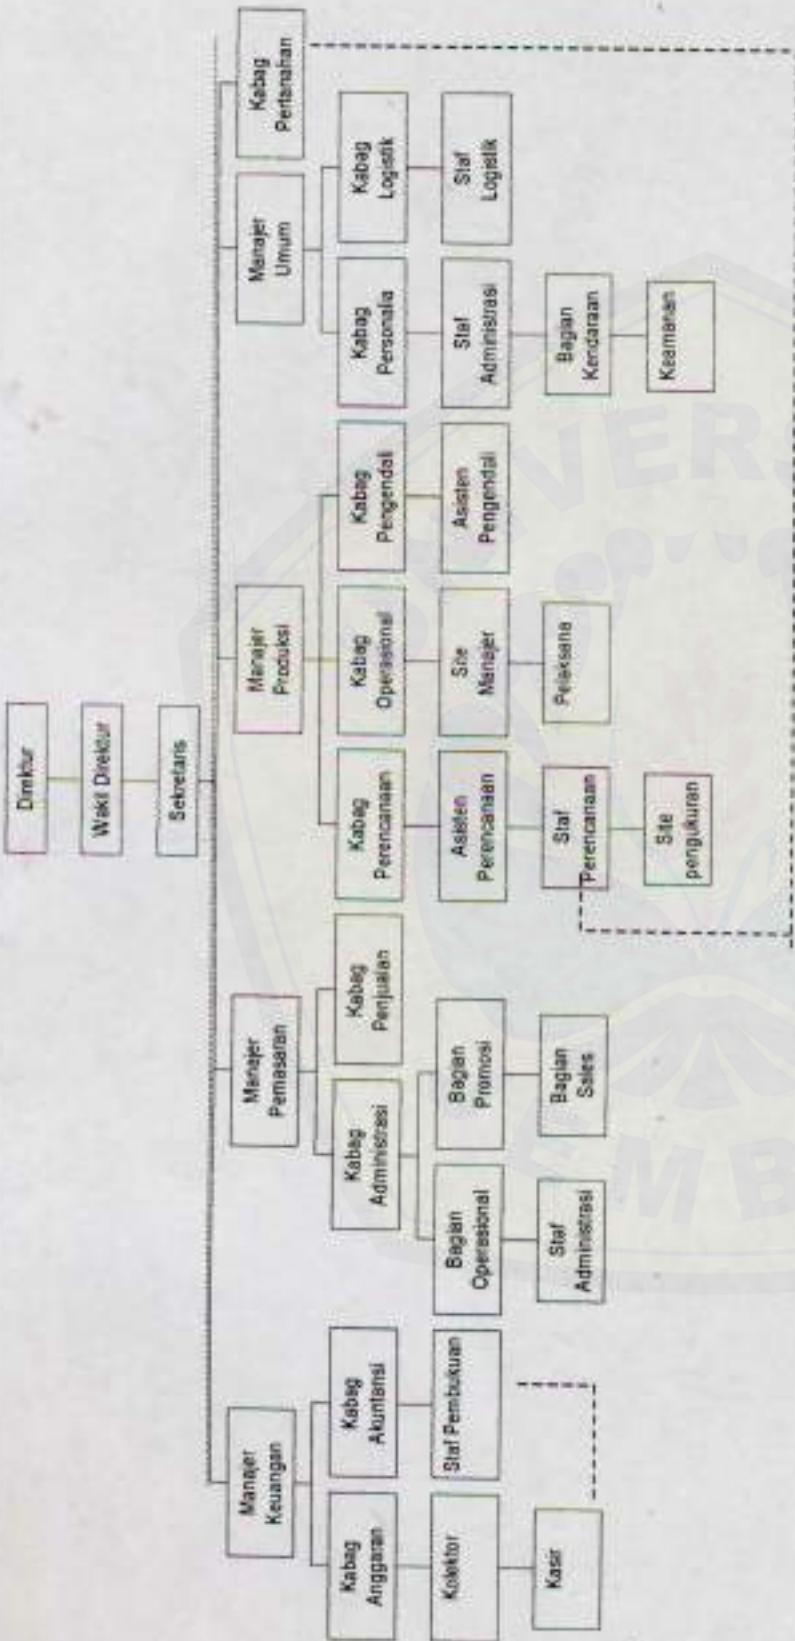 Direktur
Wakil Direktur
Sekretaris
Manajer
Keuangan
Manajer
Pemasaran
Manajer
Produksi
Manajer
Umum
Kabag
Pertanahan
Kabag
Anggaran
Kabag
Akuntansi
Kabag
Administrasi
Kabag
Penjualan
Kabag
Perencanaan
Kabag
Operasional
Kabag
Pengendali
Kabag
Personalia
Kabag
Logistik
Kolektor
Staf Pembukuan
Bagian
Operasional
Bagian
Promosi
Asisten
Perencanaan
Site
Manajer
Asisten
Pengendali
Staf
Administrasi
Staf
Logistik
Kasir
Staf
Administrasi
Bagian
Sales
Staf
Perencanaan
Pelaksana
Bagian
Kendaraan
Site
pengukuran
Keamanan